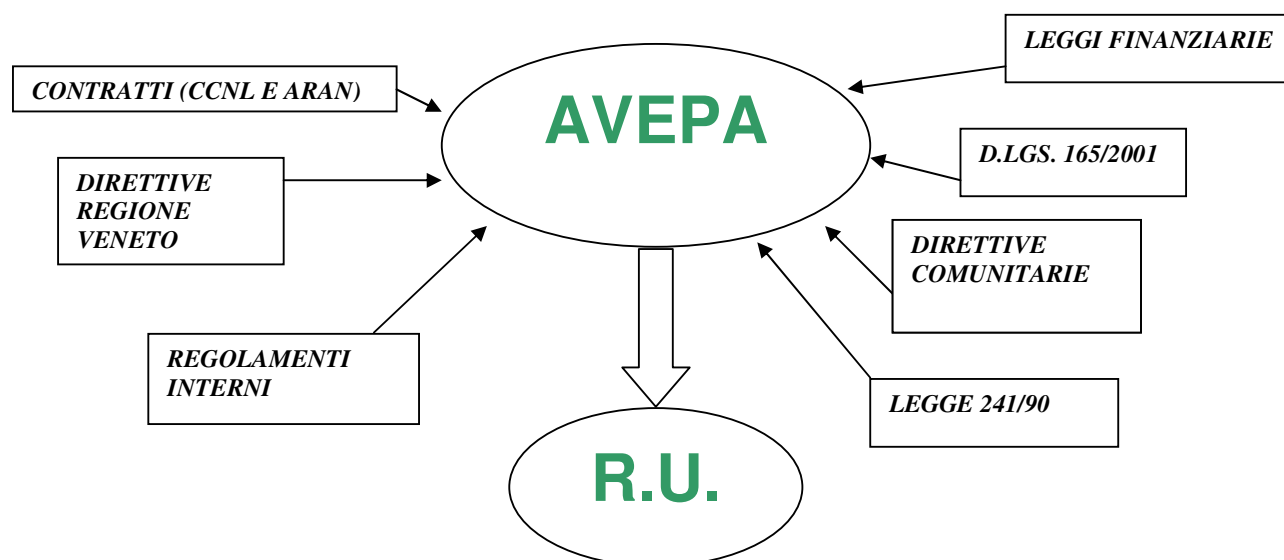 LEGGI FINANZIARIE
CONTRATTI (CCNL E ARAN)
AVEPA
D.LGS. 165/2001
DIRETTIVE
REGIONE
VENETO
DIRETTIVE
COMUNITARIE
REGOLAMENTI
INTERNI
LEGGE 241/90
R.U.